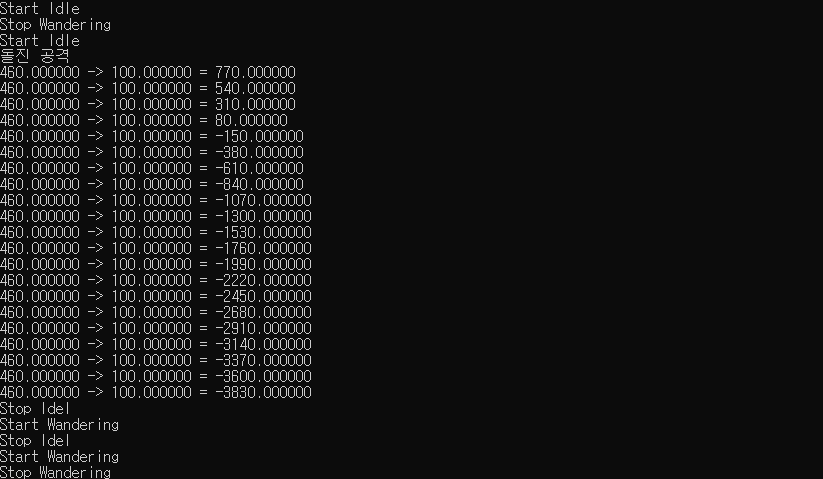 Start Idle
Stop Wandering
Start Idle
돌진 공격
460.000000 -> 100.000000 = 770.000000
460.000000 -> 100.000000 = 540.000000
460.000000 -> 100.000000 = 310.000000
460.000000 -> 100.000000 = 80.000000
460.000000 -> 100.000000 = -150.000000
460.000000 -> 100.000000 = -380.000000
460.000000 -> 100.000000 = -610.000000
460.000000 -> 100.000000 = -840.000000
460.000000 -> 100.000000 = -1070.000000
460.000000 -> 100.000000 = -1300.000000
460.000000 -> 100.000000 = -1530.000000
460.000000 -> 100.000000 = -1760.000000
460.000000 -> 100.000000 = -1990.000000
460.000000 -> 100.000000 = -2220.000000
460.000000 -> 100.000000 = -2450.000000
460.000000 -> 100.000000 = -2680.000000
460.000000 -> 100.000000 = -2910.000000
460.000000 -> 100.000000 = -3140.000000
460.000000 -> 100.000000 = -3370.000000
460.000000 -> 100.000000 = -3600.000000
460.000000 -> 100.000000 = -3830.000000
Stop Idel
Start Wandering
Stop Idel
Start Wandering
Stop Wandering